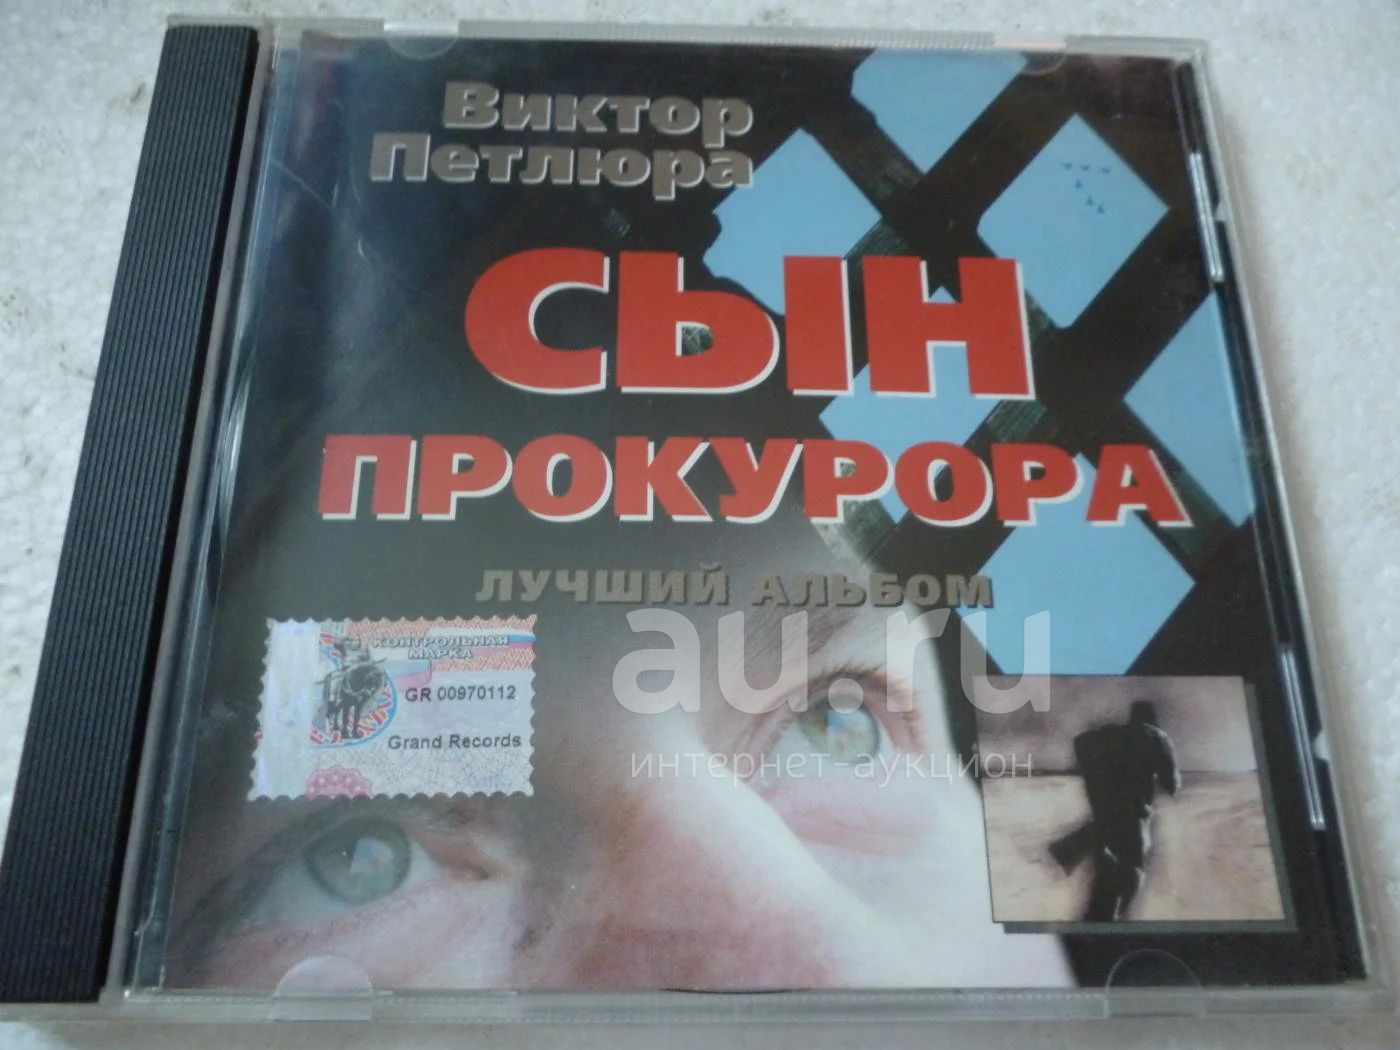 Виктор
Петлюра
СЫН
ПРОКУРОРА
ЛУЧШИЙ АЛЬБОМ
КОНТРОЛЬНАЯ
МАРКА
GR 00970112
Grand Records
au.ru
интернет-аукцион